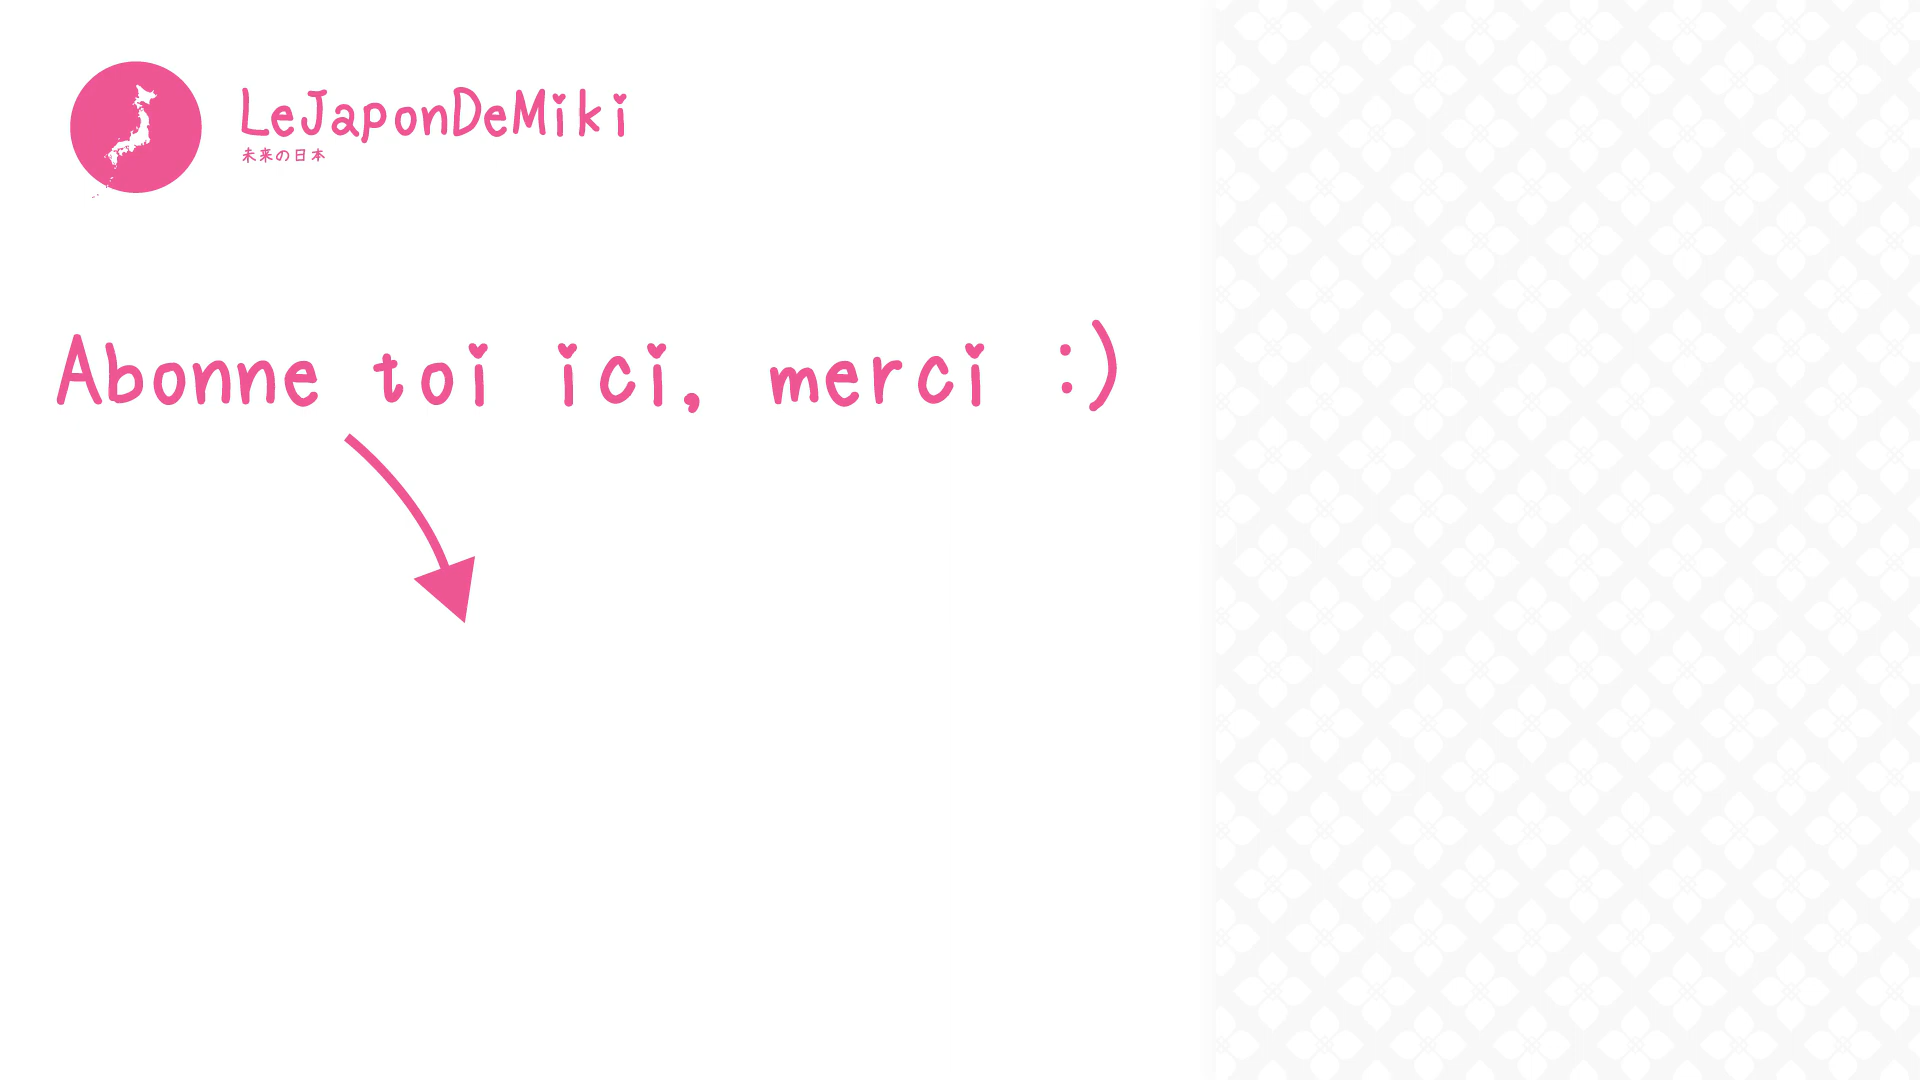 LeJaponDeMiki
未来の日本
Abonne toi ici, merci :)